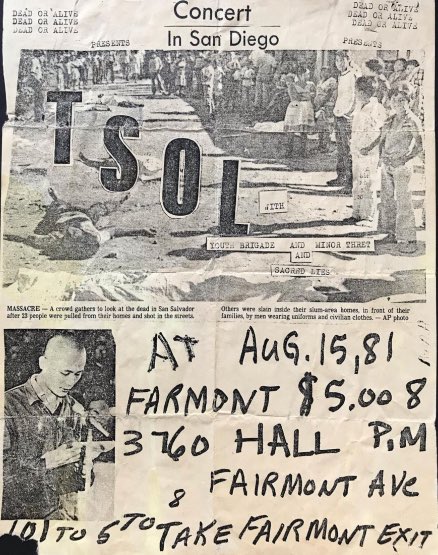 DEAD OR ALIVE
DEAD OR ALIVE
DEAD OR ALIVE
Concert
DEAD OR ALIVE
DEAD OR ALIVE
DEAD OR ALIVE
PRESENTS
In San Diego
PRESENTS
TSOL
WITH
YOUTH BRIGADE AND MINOR THRET
AND
SACRED LIES
MASSACRE — A crowd gathers to look at the dead in San Salvador
after 23 people were pulled from their homes and shot in the streets.
Others were slain inside their slum-area homes, in front of their
families, by men wearing uniforms and civilian clothes. — AP photo
AT AUG.15,81
FARMONT $5.00 8
3760 HALL P.M
FAIRMONT AVE
8
101 TO 5 TO TAKE FAIRMONT EXIT